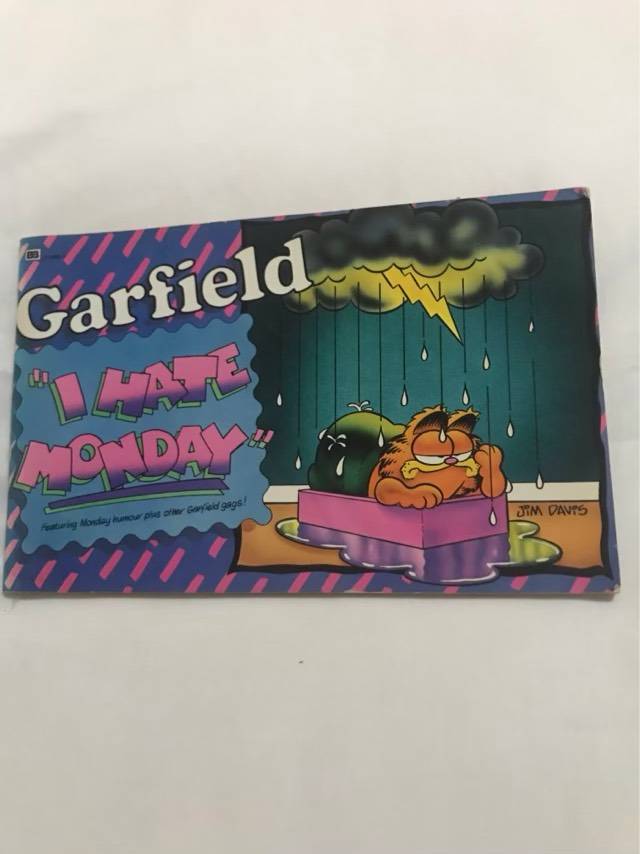 Garfield
"I HATE
MONDAY"
Featuring Monday humour plus other Garfield gags!
JIM DAVIS